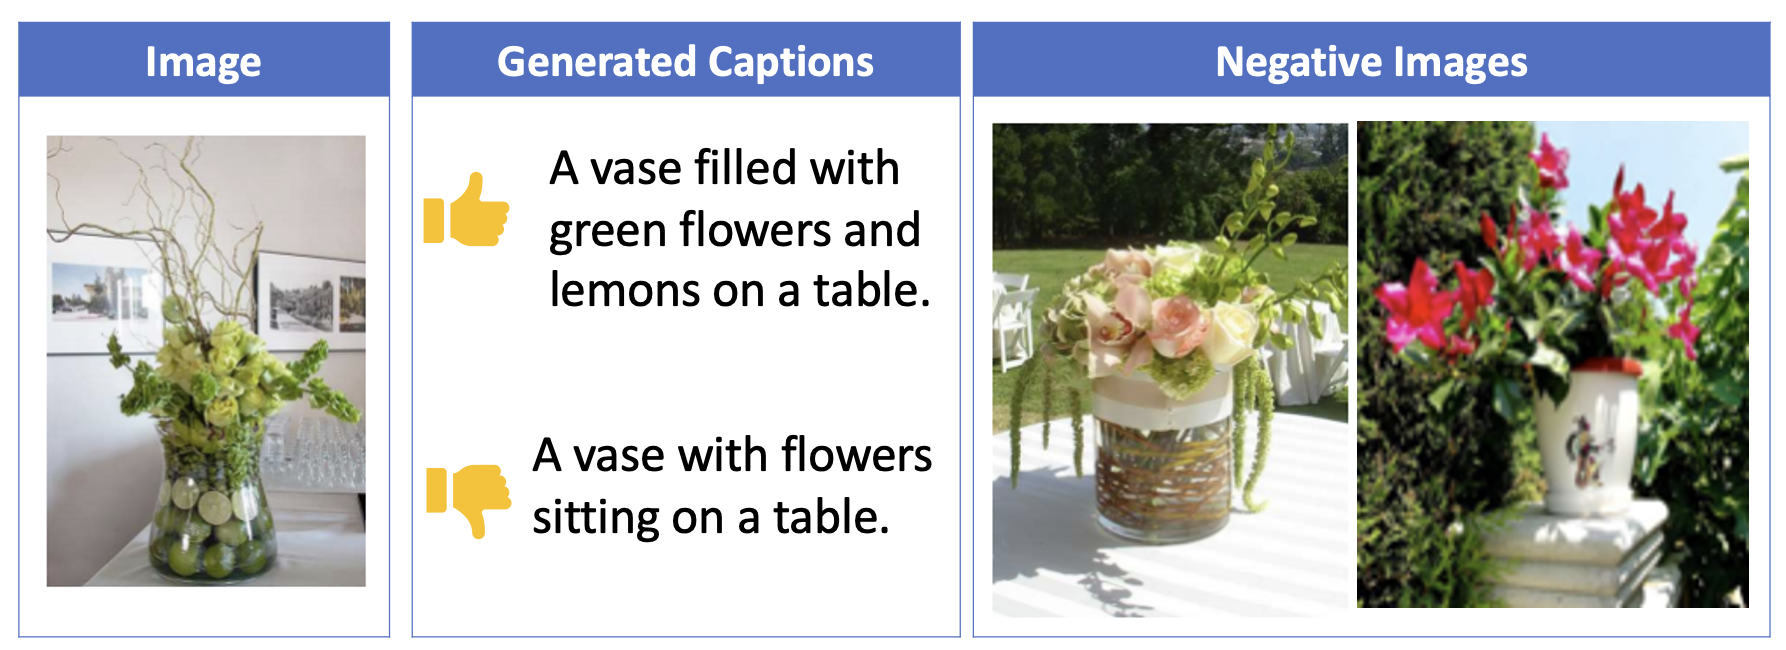 Image
Generated Captions
Negative Images
A vase filled with
green flowers and
lemons on a table.
A vase with flowers
sitting on a table.